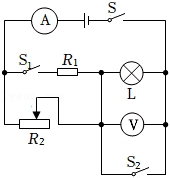 A S
S₁ R₁
L
R₂ V
S₂